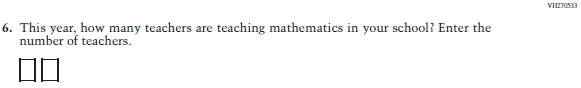 VH270533
6. This year, how many teachers are teaching mathematics in your school? Enter the
number of teachers.